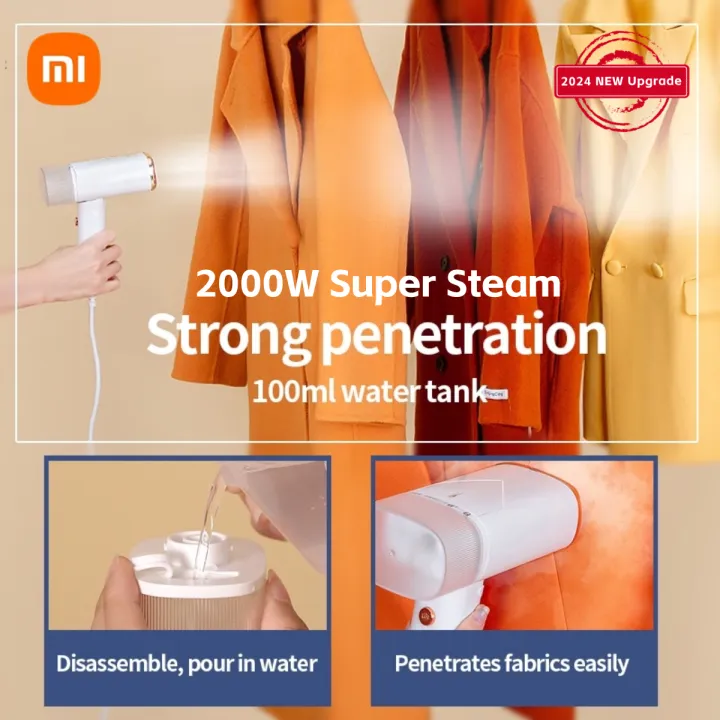 mi
2024 NEW Upgrade
2000W Super Steam
Strong penetration
100ml water tank
Disassemble, pour in water
Penetrates fabrics easily